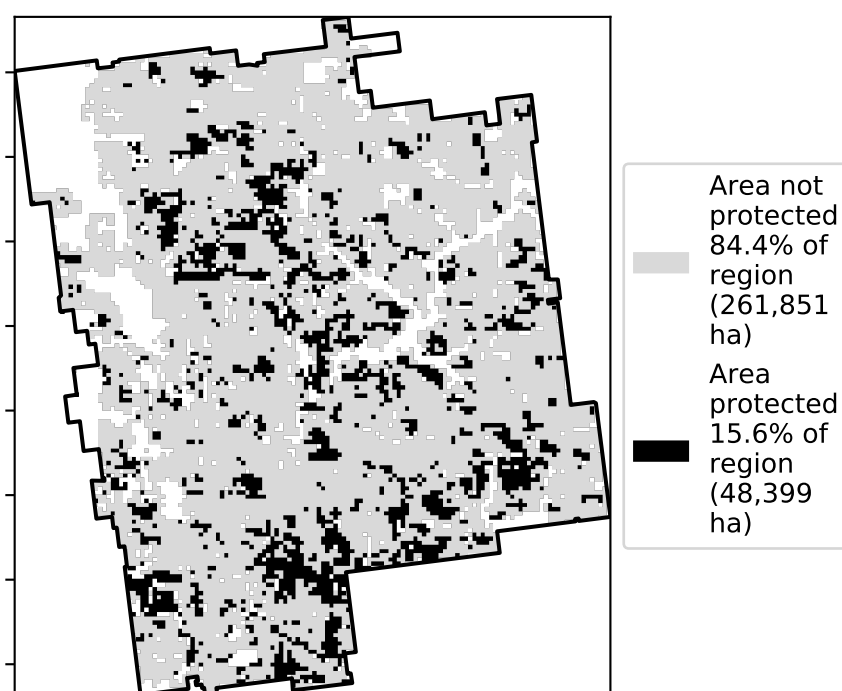 Area not
protected
84.4% of
region
(261,851
ha)
Area
protected
15.6% of
region
(48,399
ha)